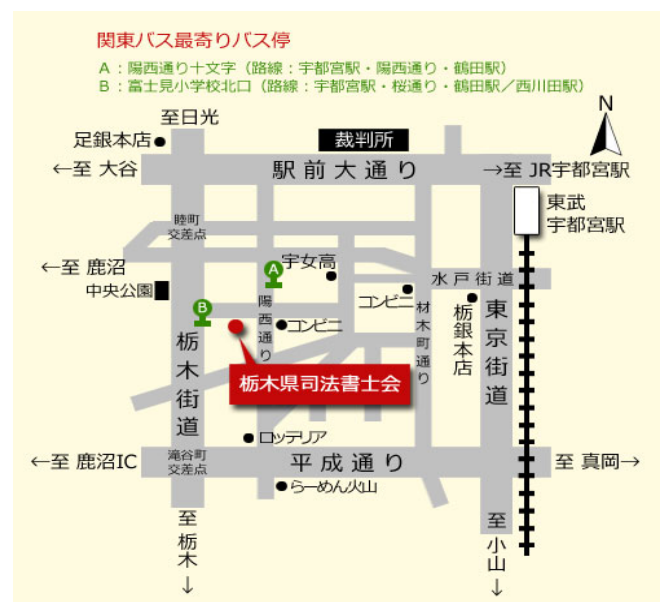 関東バス最寄りバス停
A：陽西通り十文字（路線：宇都宮駅・陽西通り・鶴田駅）
B：富士見小学校北口（路線：宇都宮駅・桜通り・鶴田駅／西川田駅）
N
至日光
足銀本店
裁判所
←至 大谷
駅前大通り
→至 JR宇都宮駅
東武
宇都宮駅
睦町
交差点
←至 鹿沼
A
宇女高
水戸街道
中央公園
コンビニ
B
陽西通り
コンビニ
材木町通り
栃銀本店
東京街道
栃木街道
栃木県司法書士会
ロッテリア
←至 鹿沼IC
滝谷町
交差点
平成通り
至 真岡→
らーめん火山
至栃木↓
至小山↓